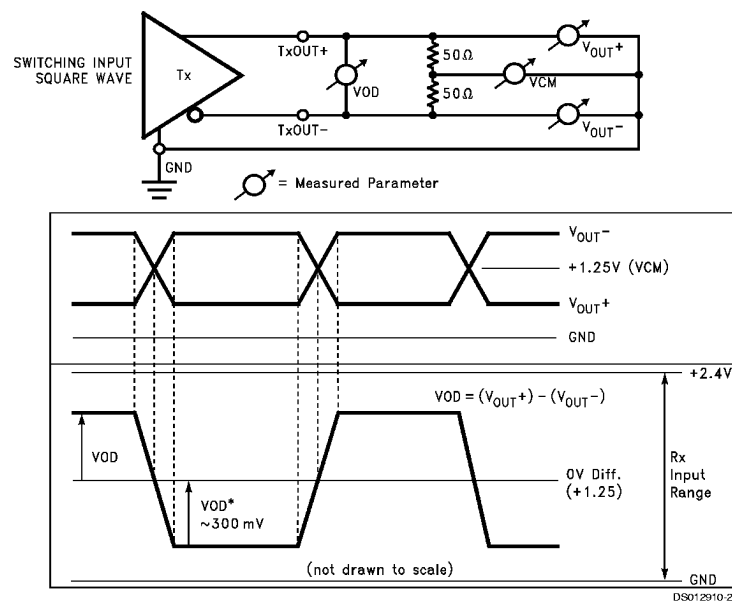 SWITCHING INPUT
SQUARE WAVE
Tx
TxOUT+
TxOUT-
VOD
50Ω
50Ω
VCM
VOUT+
VOUT-
GND
= Measured Parameter
VOUT-
+1.25V (VCM)
VOUT+
GND
+2.4V
VOD = (VOUT+) - (VOUT-)
VOD
0V Diff.
(+1.25)
Rx
Input
Range
VOD*
~300 mV
(not drawn to scale)
GND
DS012910-2